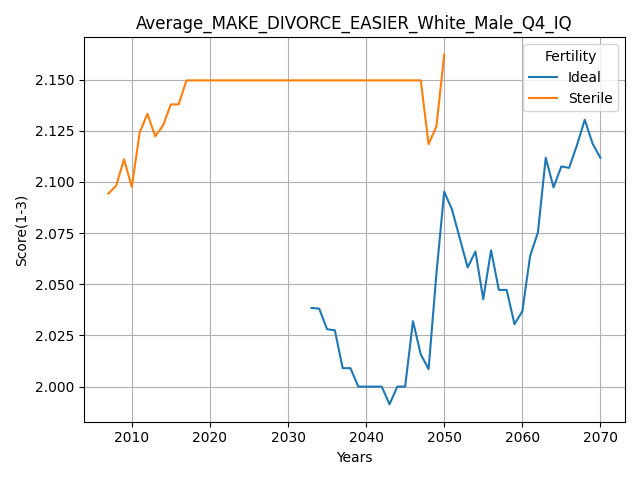 Average_MAKE_DIVORCE_EASIER_White_Male_Q4_IQ
Fertility
Ideal
Sterile
Score(1-3)
2.150
2.125
2.100
2.075
2.050
2.025
2.000
2010 2020 2030 2040 2050 2060 2070
Years